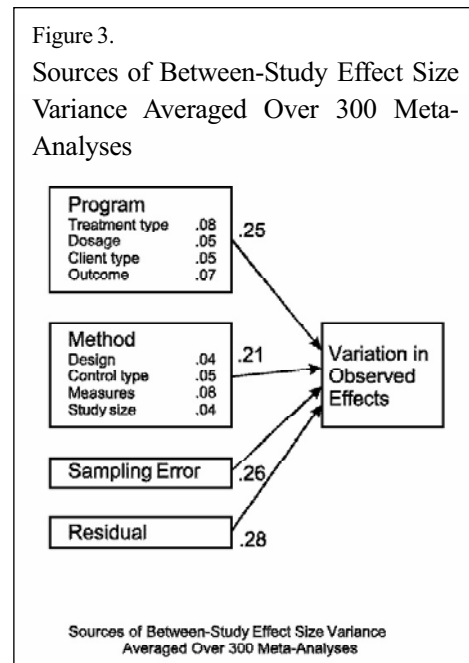 Figure 3.
Sources of Between-Study Effect Size
Variance Averaged Over 300 Meta-
Analyses
Program
Treatment type .08
Dosage .05
Client type .05
Outcome .07
.25
Method
Design .04
Control type .05
Measures .08
Study size .04
.21
Variation in
Observed
Effects
Sampling Error
.26
Residual
.28
Sources of Between-Study Effect Size Variance
Averaged Over 300 Meta-Analyses